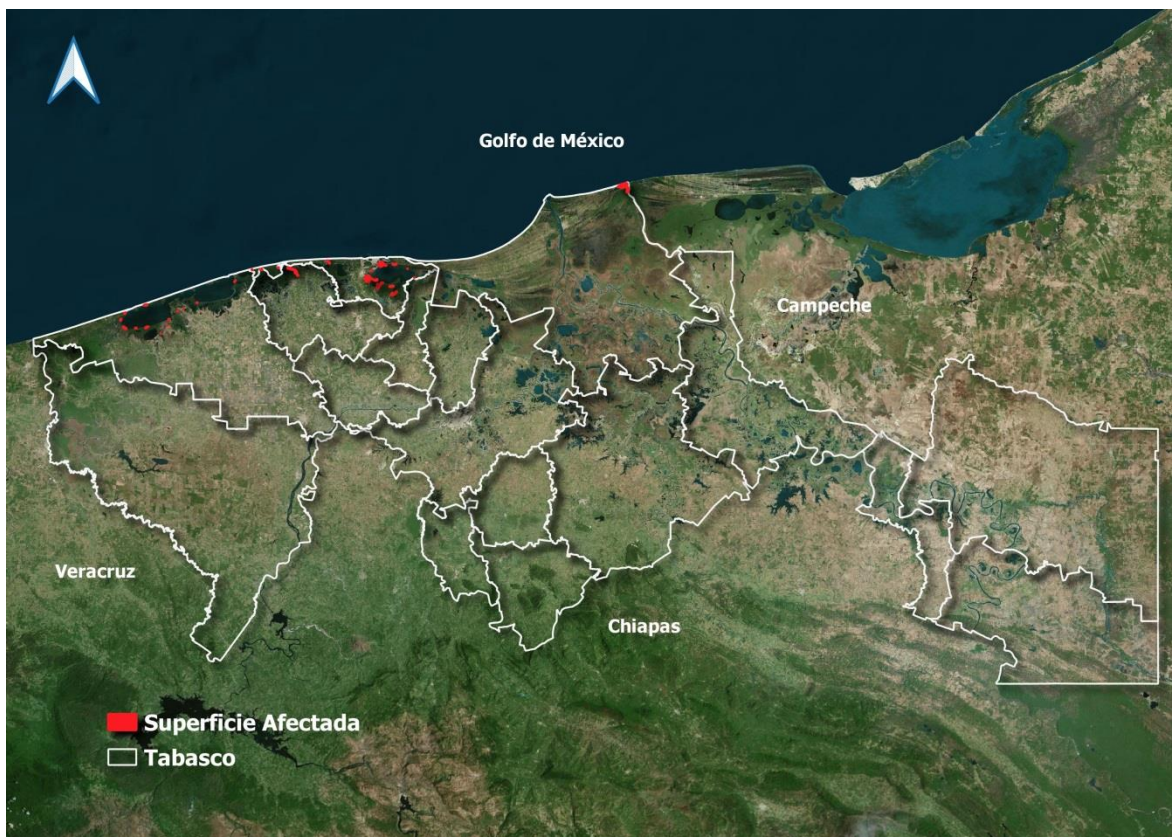 Golfo de México
Campeche
Veracruz
Chiapas
Superficie Afectada
Tabasco